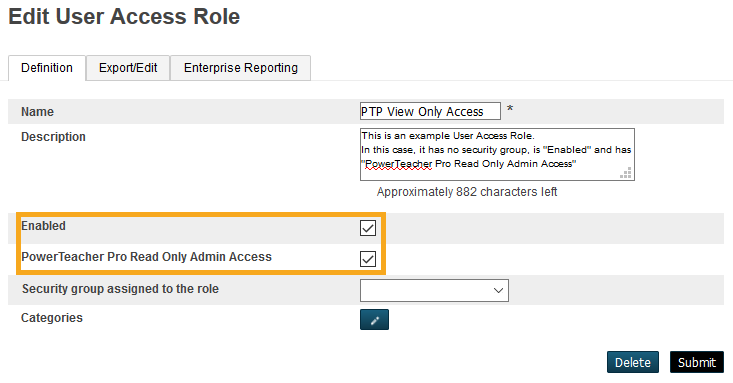 Edit User Access Role
Definition
Export/Edit
Enterprise Reporting
Name
PTP View Only Access *
Description
This is an example User Access Role.
In this case, it has no security group, is "Enabled" and has
"PowerTeacher Pro Read Only Admin Access"
Approximately 882 characters left
Enabled
PowerTeacher Pro Read Only Admin Access
Security group assigned to the role
Categories
Delete
Submit